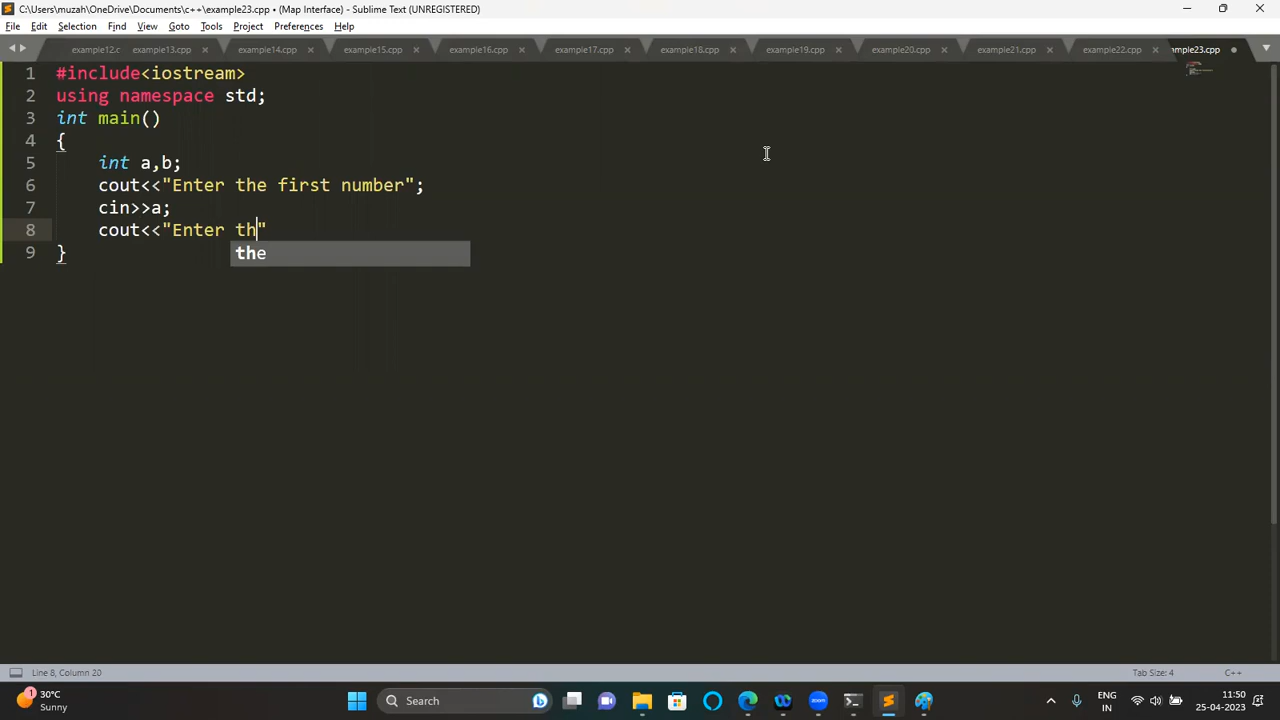 C:\Users\muzah\OneDrive\Documents\c++\example23.cpp • (Map Interface) - Sublime Text (UNREGISTERED)
File Edit Selection Find View Goto Tools Project Preferences Help
example12.c example13.cpp example14.cpp example15.cpp example16.cpp example17.cpp example18.cpp example19.cpp example20.cpp example21.cpp example22.cpp mple23.cpp
1 #include<iostream>
2 using namespace std;
3 int main()
4 {
5 int a,b;
6 cout<<"Enter the first number";
7 cin>>a;
8 cout<<"Enter th"
the
9 }
Line 8, Column 20 Tab Size: 4 C++
1 30°C Search ENG 11:50
Sunny IN 25-04-2023